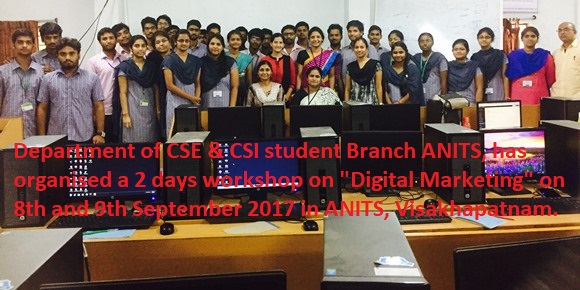 Department of CSE & CSI student Branch ANITS, has
organized a 2 days workshop on "Digital Marketing" on
8th and 9th September 2017 in ANITS, Visakhapatnam.